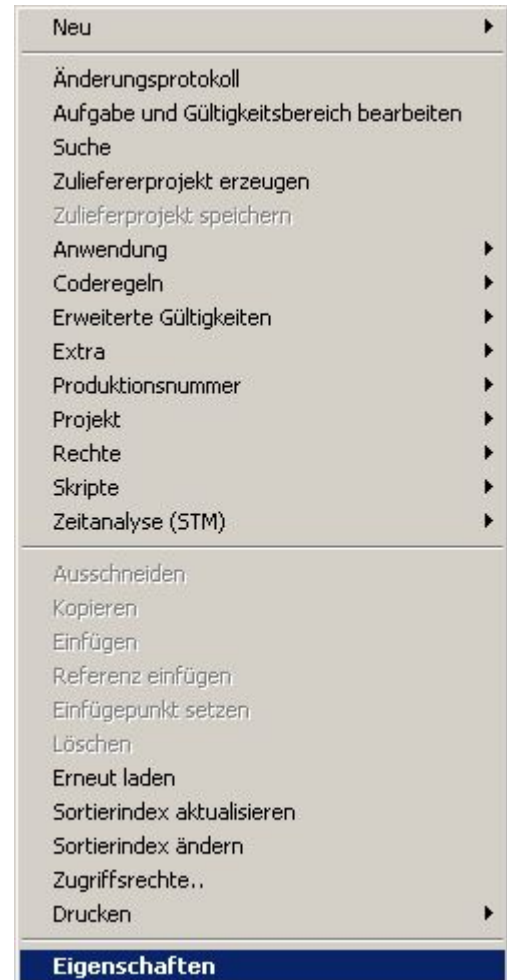 Neu
Änderungsprotokoll
Aufgabe und Gültigkeitsbereich bearbeiten
Suche
Zuliefererprojekt erzeugen
Zulieferprojekt speichern
Anwendung
Coderegeln
Erweiterte Gültigkeiten
Extra
Produktionsnummer
Projekt
Rechte
Skripte
Zeitanalyse (STM)
Ausschneiden
Kopieren
Einfügen
Referenz einfügen
Einfügepunkt setzen
Löschen
Erneut laden
Sortierindex aktualisieren
Sortierindex ändern
Zugriffsrechte..
Drucken
Eigenschaften